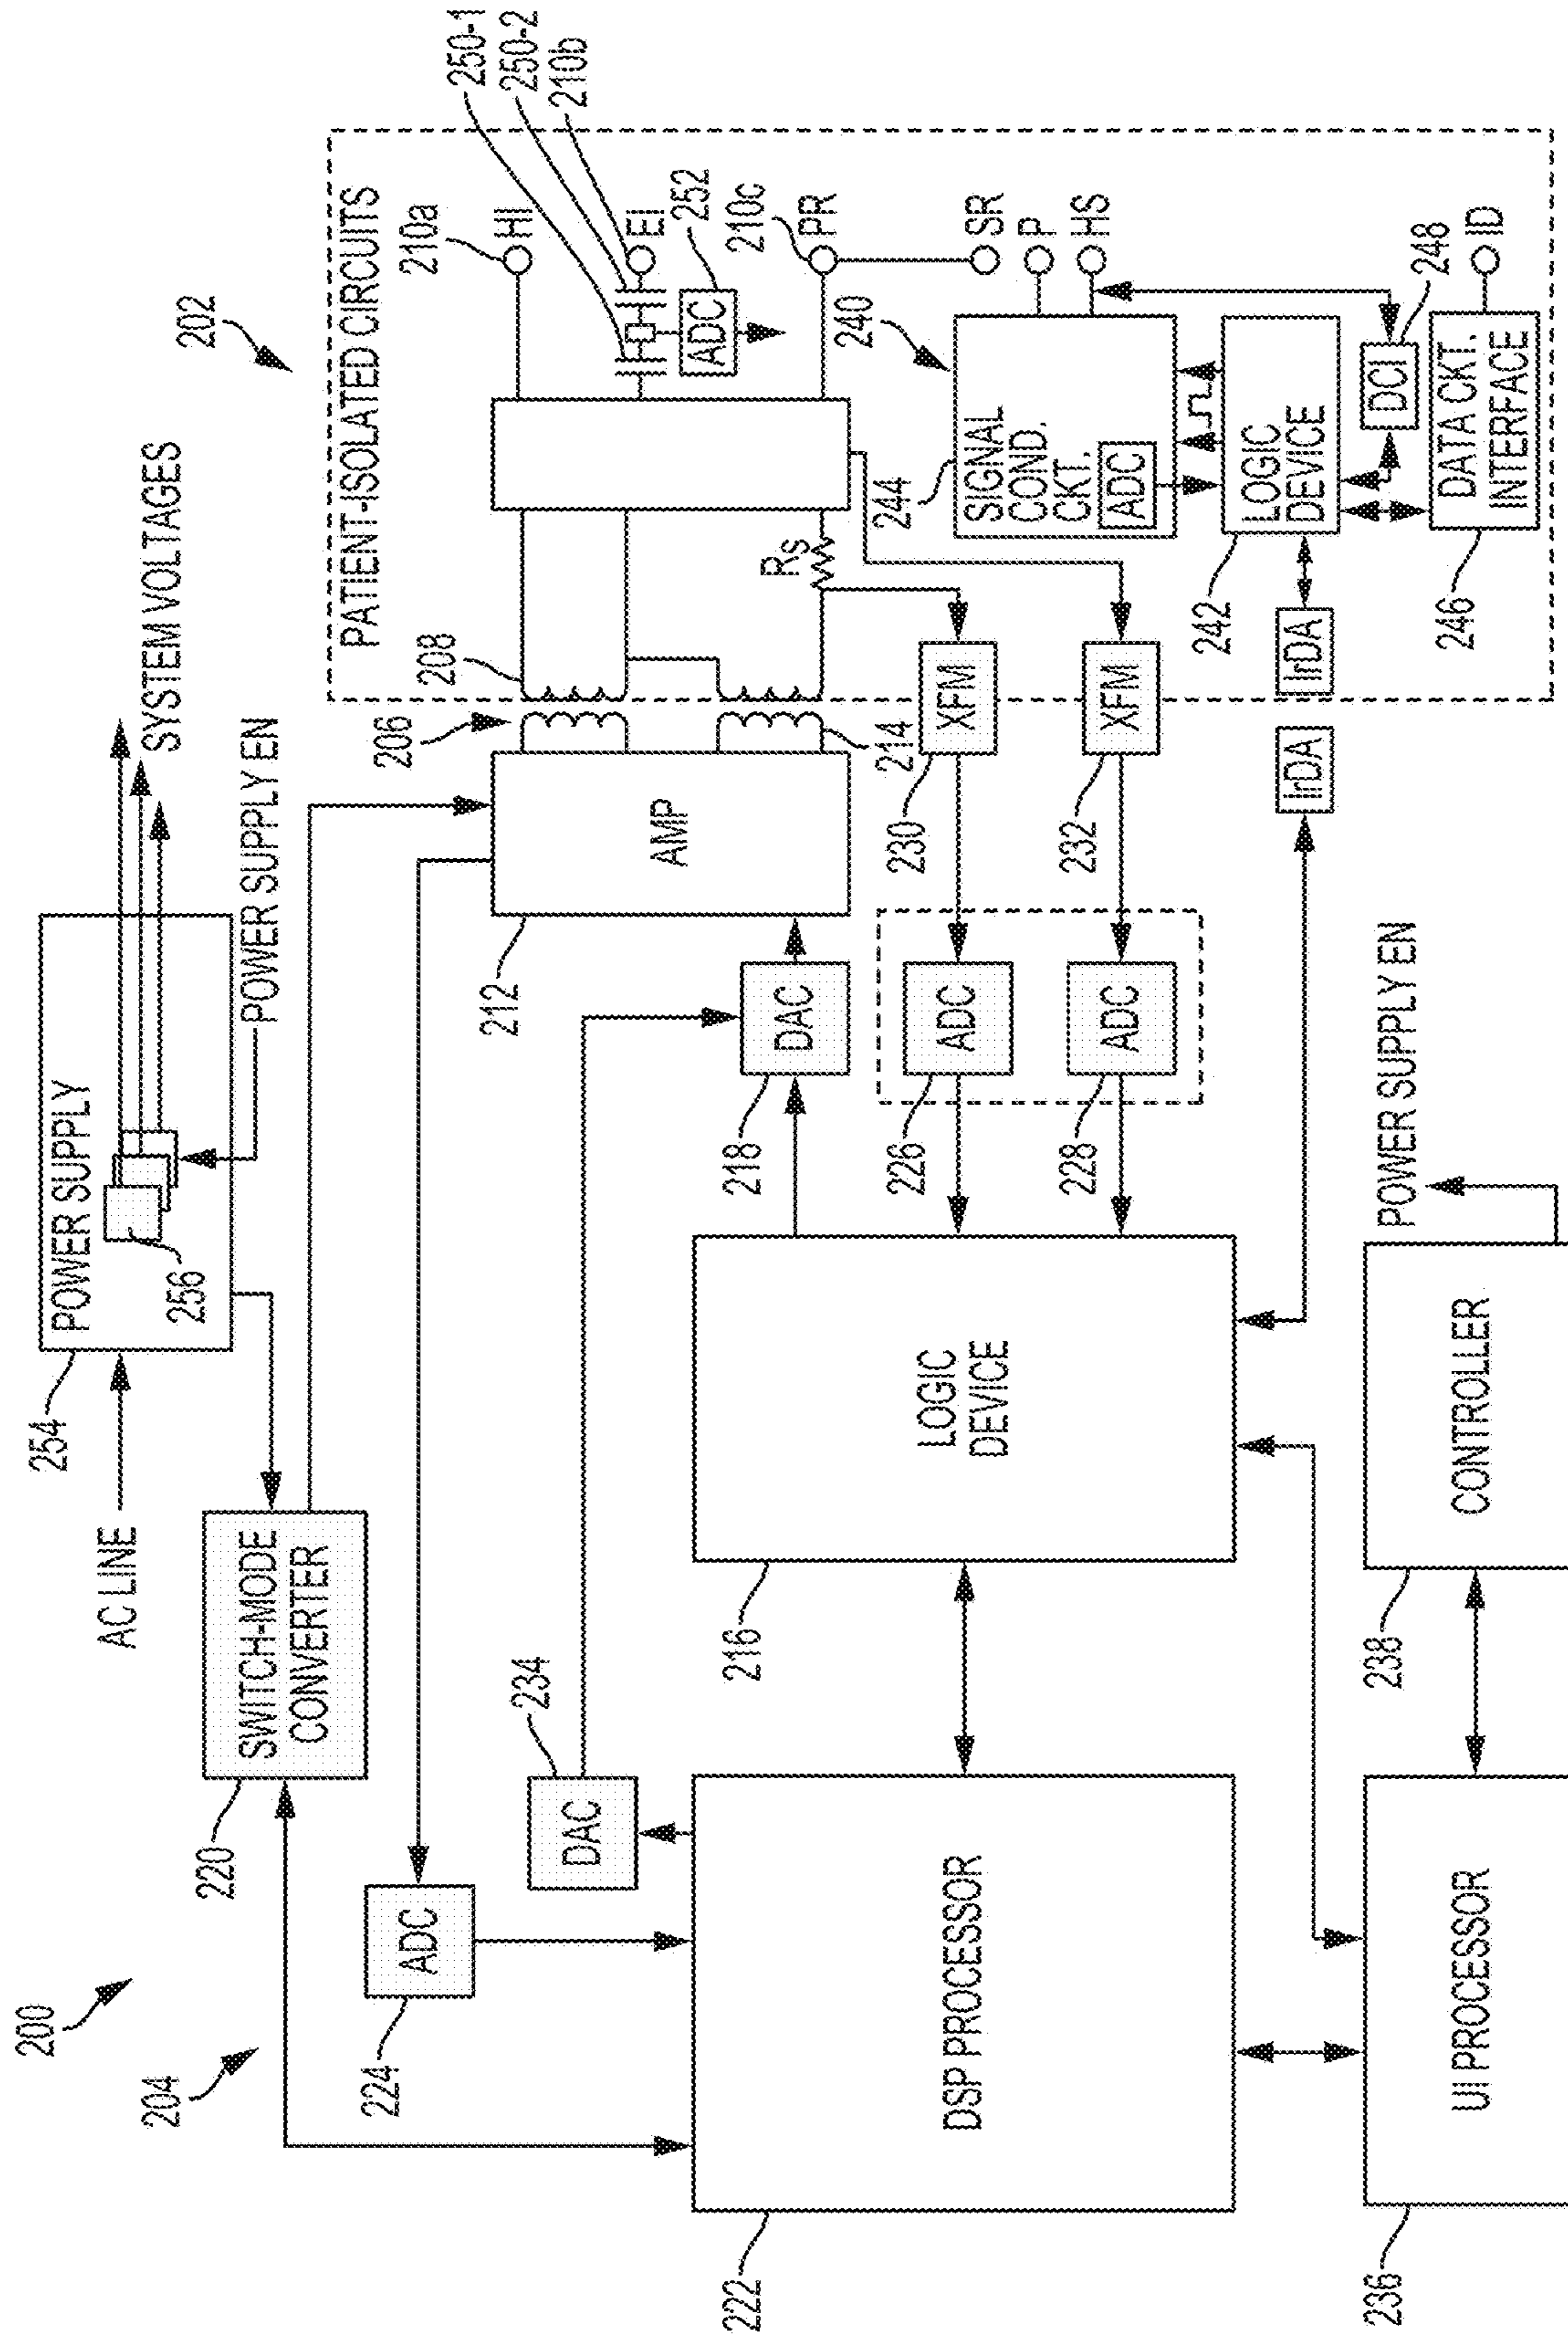 200
204
202
254
POWER SUPPLY
256
AC LINE
SYSTEM VOLTAGES
POWER SUPPLY EN
220
SWITCH-MODE
CONVERTER
224
ADC
234
DAC
212
AMP
206
208
214
PATIENT-ISOLATED CIRCUITS
210a
HI
250-1
250-2
210b
EI
252
ADC
210c
PR
RS
SR
P
HS
218
DAC
226
ADC
228
ADC
230
XFM
232
XFM
240
244
SIGNAL
COND.
CKT.
ADC
242
LOGIC
DEVICE
248
DCI
246
DATA CKT.
INTERFACE
ID
IrDA
IrDA
222
DSP PROCESSOR
216
LOGIC
DEVICE
236
UI PROCESSOR
238
CONTROLLER
POWER SUPPLY EN